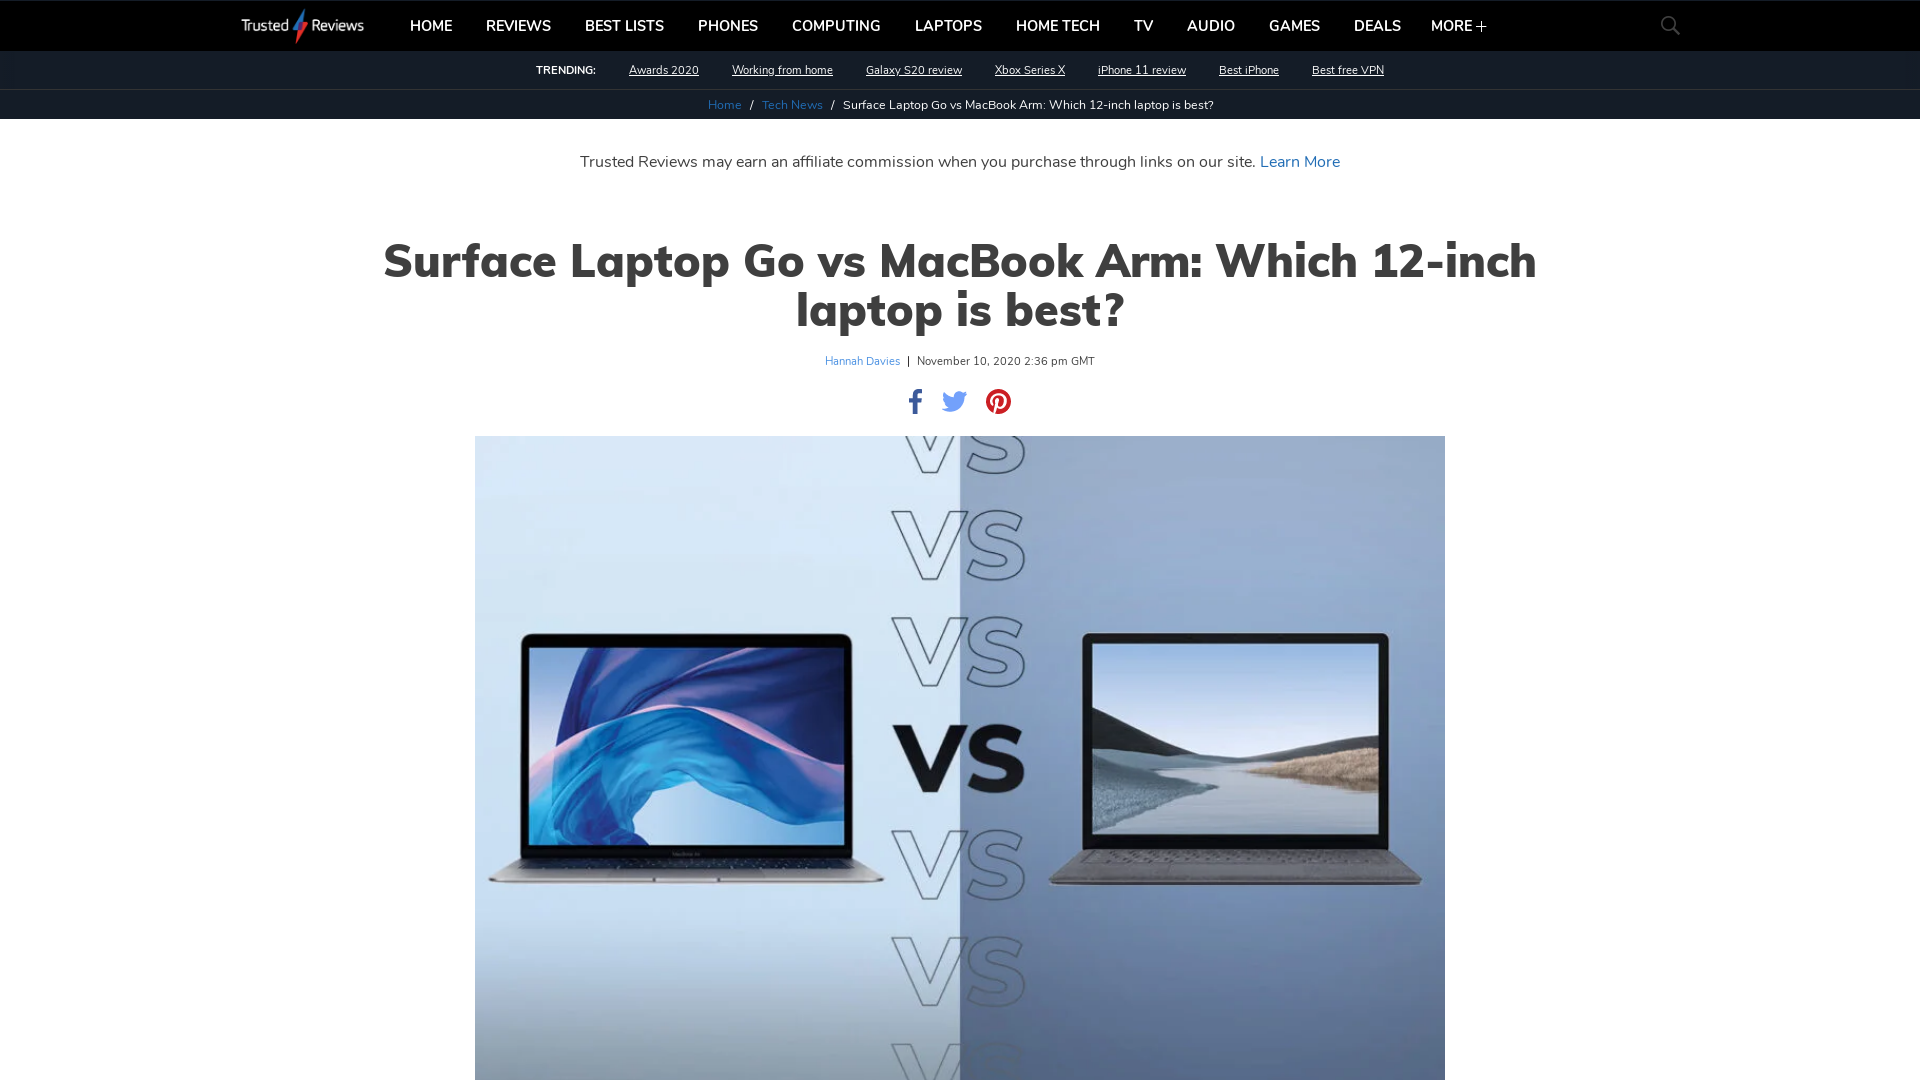 Trusted Reviews HOME REVIEWS BEST LISTS PHONES COMPUTING LAPTOPS HOME TECH TV AUDIO GAMES DEALS MORE
TRENDING: Awards 2020 Working from home Galaxy S20 review Xbox Series X iPhone 11 review Best iPhone Best free VPN
Home / Tech News / Surface Laptop Go vs MacBook Arm: Which 12-inch laptop is best?
Trusted Reviews may earn an affiliate commission when you purchase through links on our site. Learn More
Surface Laptop Go vs MacBook Arm: Which 12-inch
laptop is best?
Hannah Davies | November 10, 2020 2:36 pm GMT
VS
VS
VS
VS
VS
VS
VS